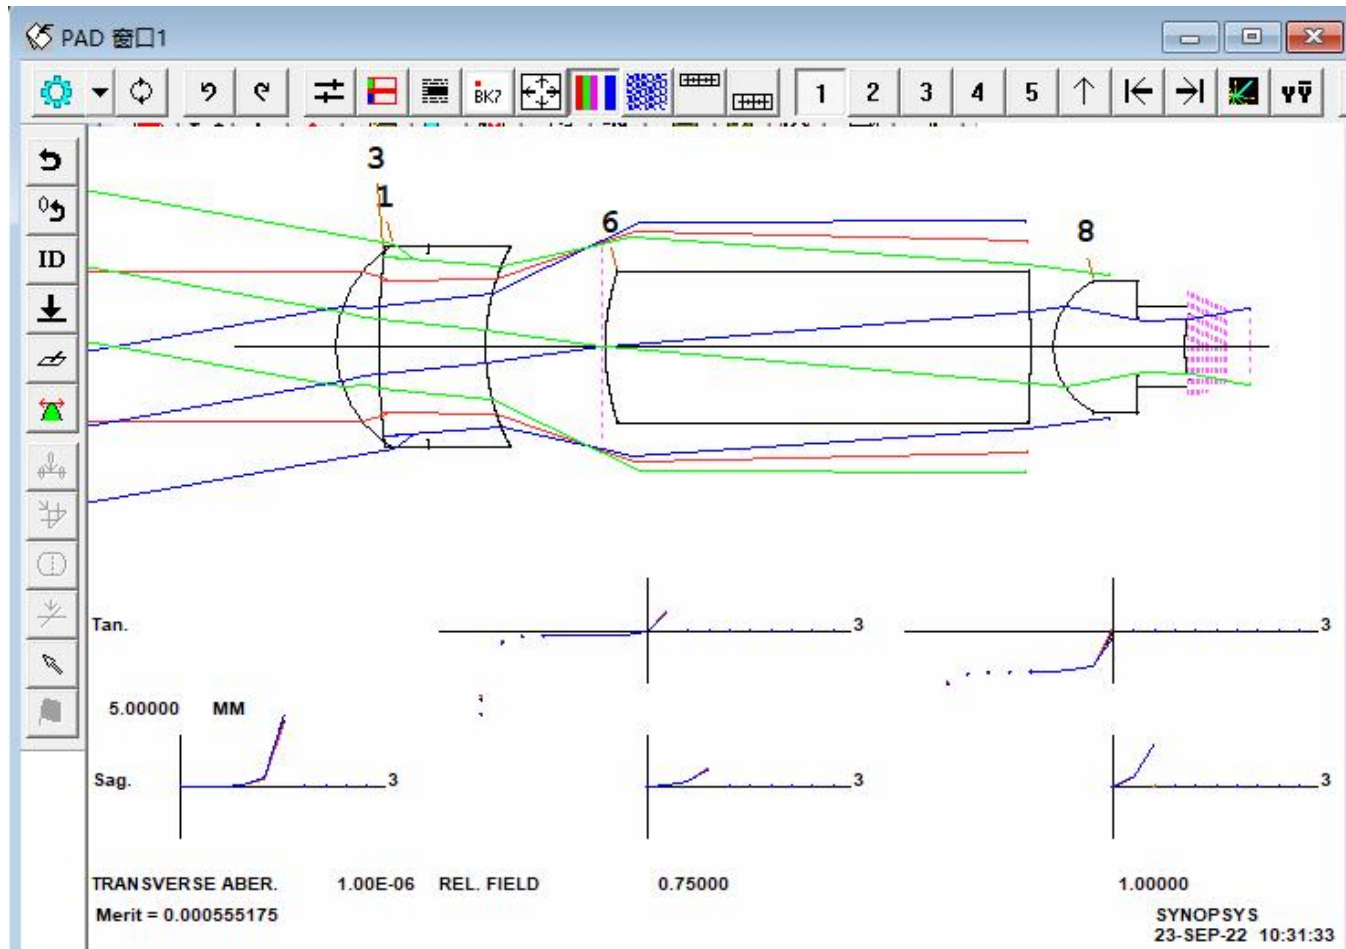 PAD 窗口1
BK7
1 2 3 4 5
0
ID
3
1
6
8
Tan. 3 3
5.00000 MM
Sag. 3 3 3
TRANSVERSE ABER. 1.00E-06 REL. FIELD 0.75000 1.00000
Merit = 0.000555175
SYNOPSYS
23-SEP-22 10:31:33